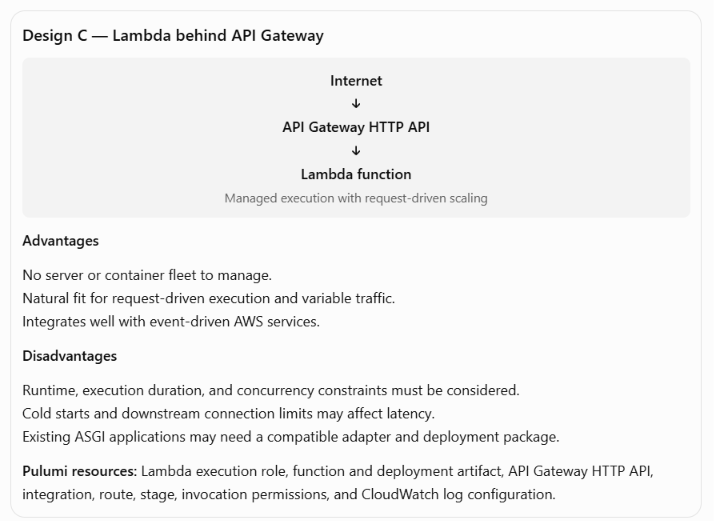 Design C — Lambda behind API Gateway
Internet
↓
API Gateway HTTP API
↓
Lambda function
Managed execution with request-driven scaling
Advantages
No server or container fleet to manage.
Natural fit for request-driven execution and variable traffic.
Integrates well with event-driven AWS services.
Disadvantages
Runtime, execution duration, and concurrency constraints must be considered.
Cold starts and downstream connection limits may affect latency.
Existing ASGI applications may need a compatible adapter and deployment package.
Pulumi resources: Lambda execution role, function and deployment artifact, API Gateway HTTP API,
integration, route, stage, invocation permissions, and CloudWatch log configuration.